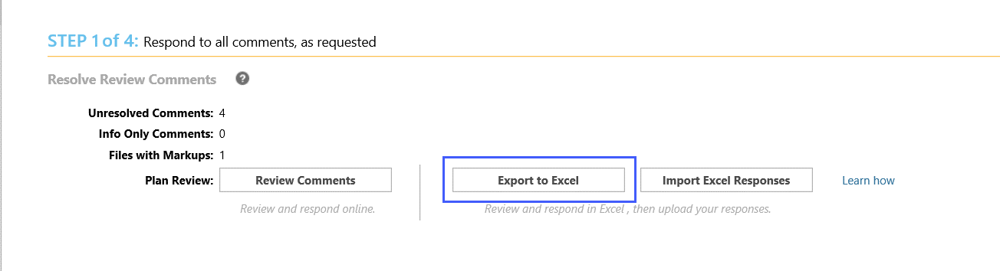 STEP 1 of 4: Respond to all comments, as requested
Resolve Review Comments ?
Unresolved Comments: 4
Info Only Comments: 0
Files with Markups: 1
Plan Review: Review Comments Export to Excel Import Excel Responses Learn how
Review and respond online. Review and respond in Excel , then upload your responses.